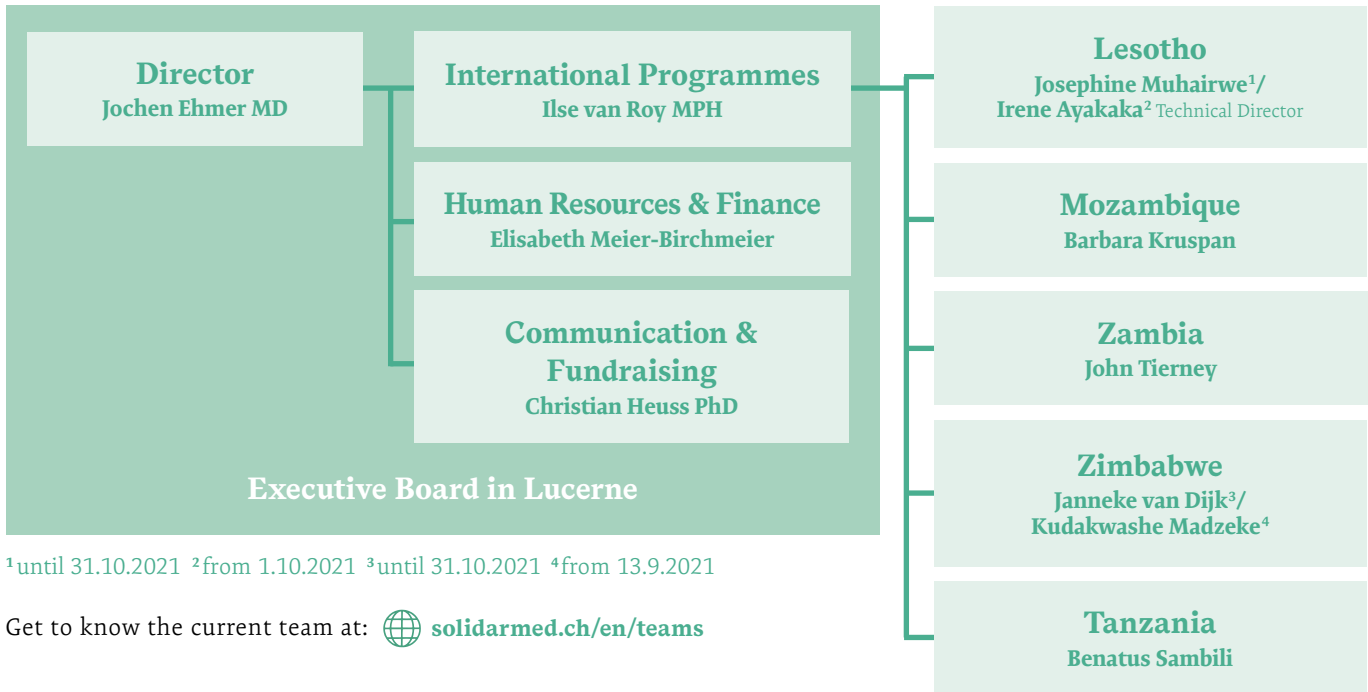 Director
Jochen Ehmer MD
International Programmes
Ilse van Roy MPH
Human Resources & Finance
Elisabeth Meier-Birchmeier
Communication &
Fundraising
Christian Heuss PhD
Executive Board in Lucerne
Lesotho
Josephine Muhairwe¹/
Irene Ayakaka² Technical Director
Mozambique
Barbara Kruspan
Zambia
John Tierney
Zimbabwe
Janneke van Dijk³/
Kudakwashe Madzeke⁴
Tanzania
Benatus Sambili
¹until 31.10.2021 ²from 1.10.2021 ³until 31.10.2021 ⁴from 13.9.2021
Get to know the current team at: solidarmed.ch/en/teams